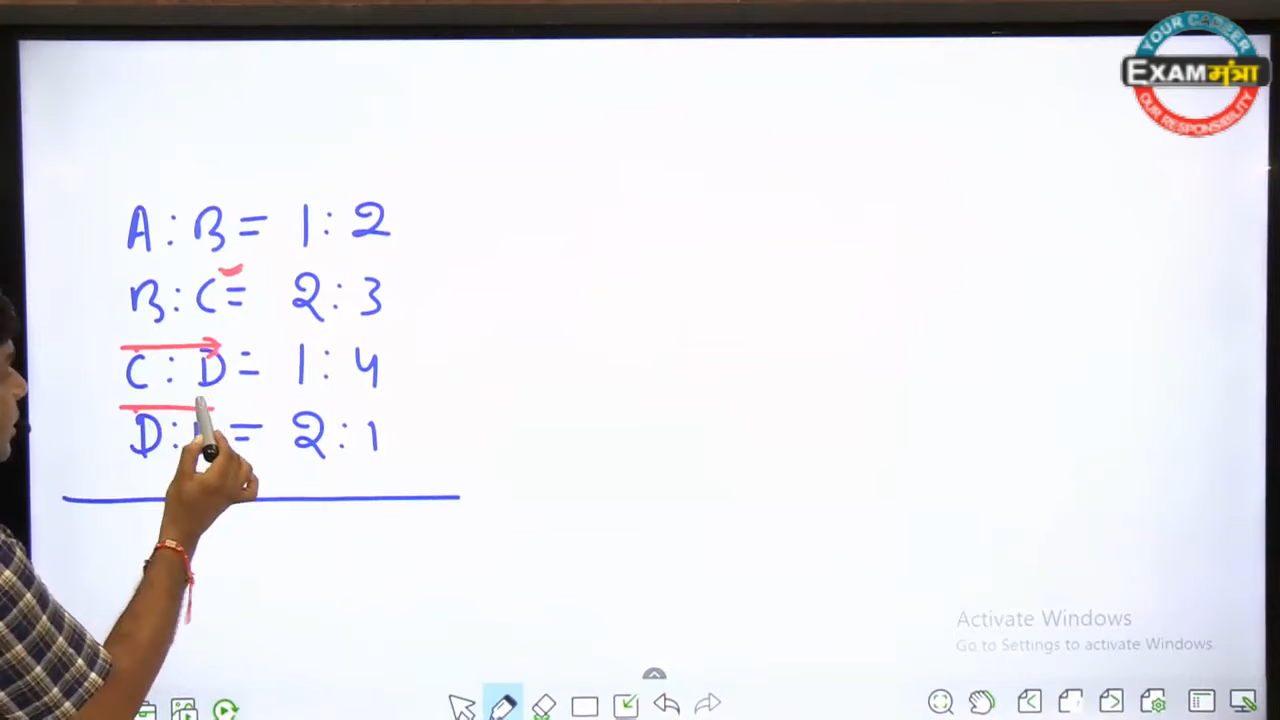 YOUR CAREER
EXAMमंत्रा
OUR RESPONSIBILITY
A : B = 1 : 2
B : C = 2 : 3
C : D = 1 : 4
D : = 2 : 1
Activate Windows
Go to Settings to activate Windows.